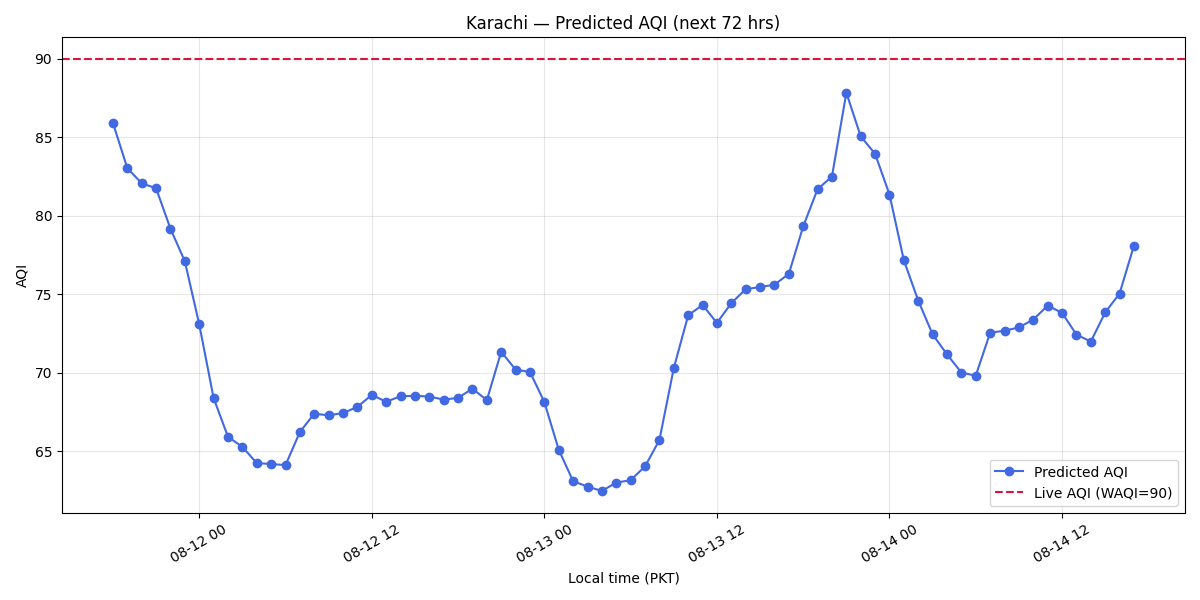 Karachi — Predicted AQI (next 72 hrs)
AQI
90
85
80
75
70
65
08-12 00
08-12 12
08-13 00
08-13 12
08-14 00
08-14 12
Local time (PKT)
Predicted AQI
Live AQI (WAQI=90)